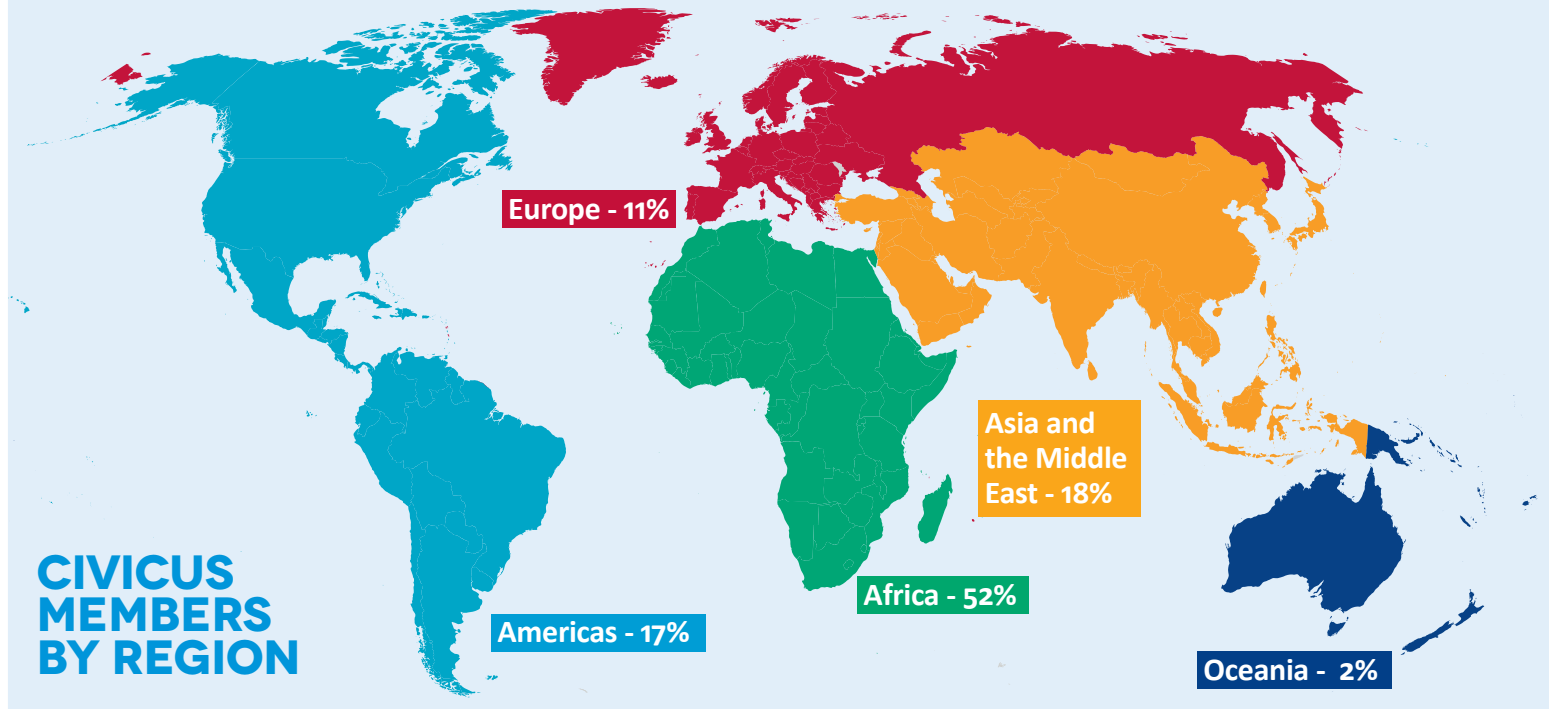 Europe - 11%
Asia and
the Middle
East - 18%
CIVICUS
MEMBERS
BY REGION
Africa - 52%
Americas - 17%
Oceania - 2%